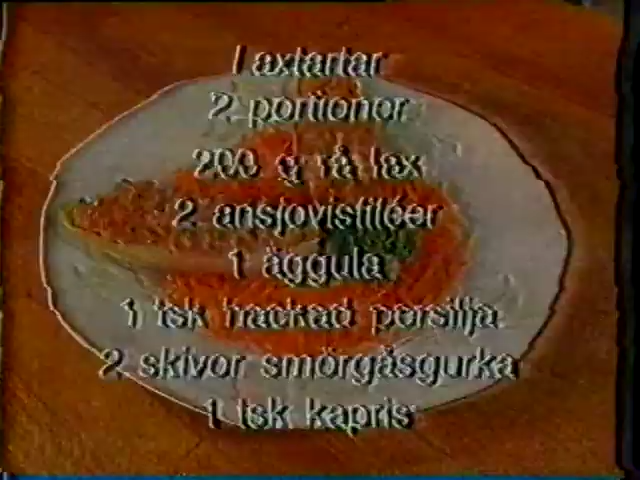 Laxtartar
2 portioner
200 g rå lax
2 ansjovisfiléer
1 äggula
1 tsk hackad persilja
2 skivor smörgåsgurka
1 tsk kapris